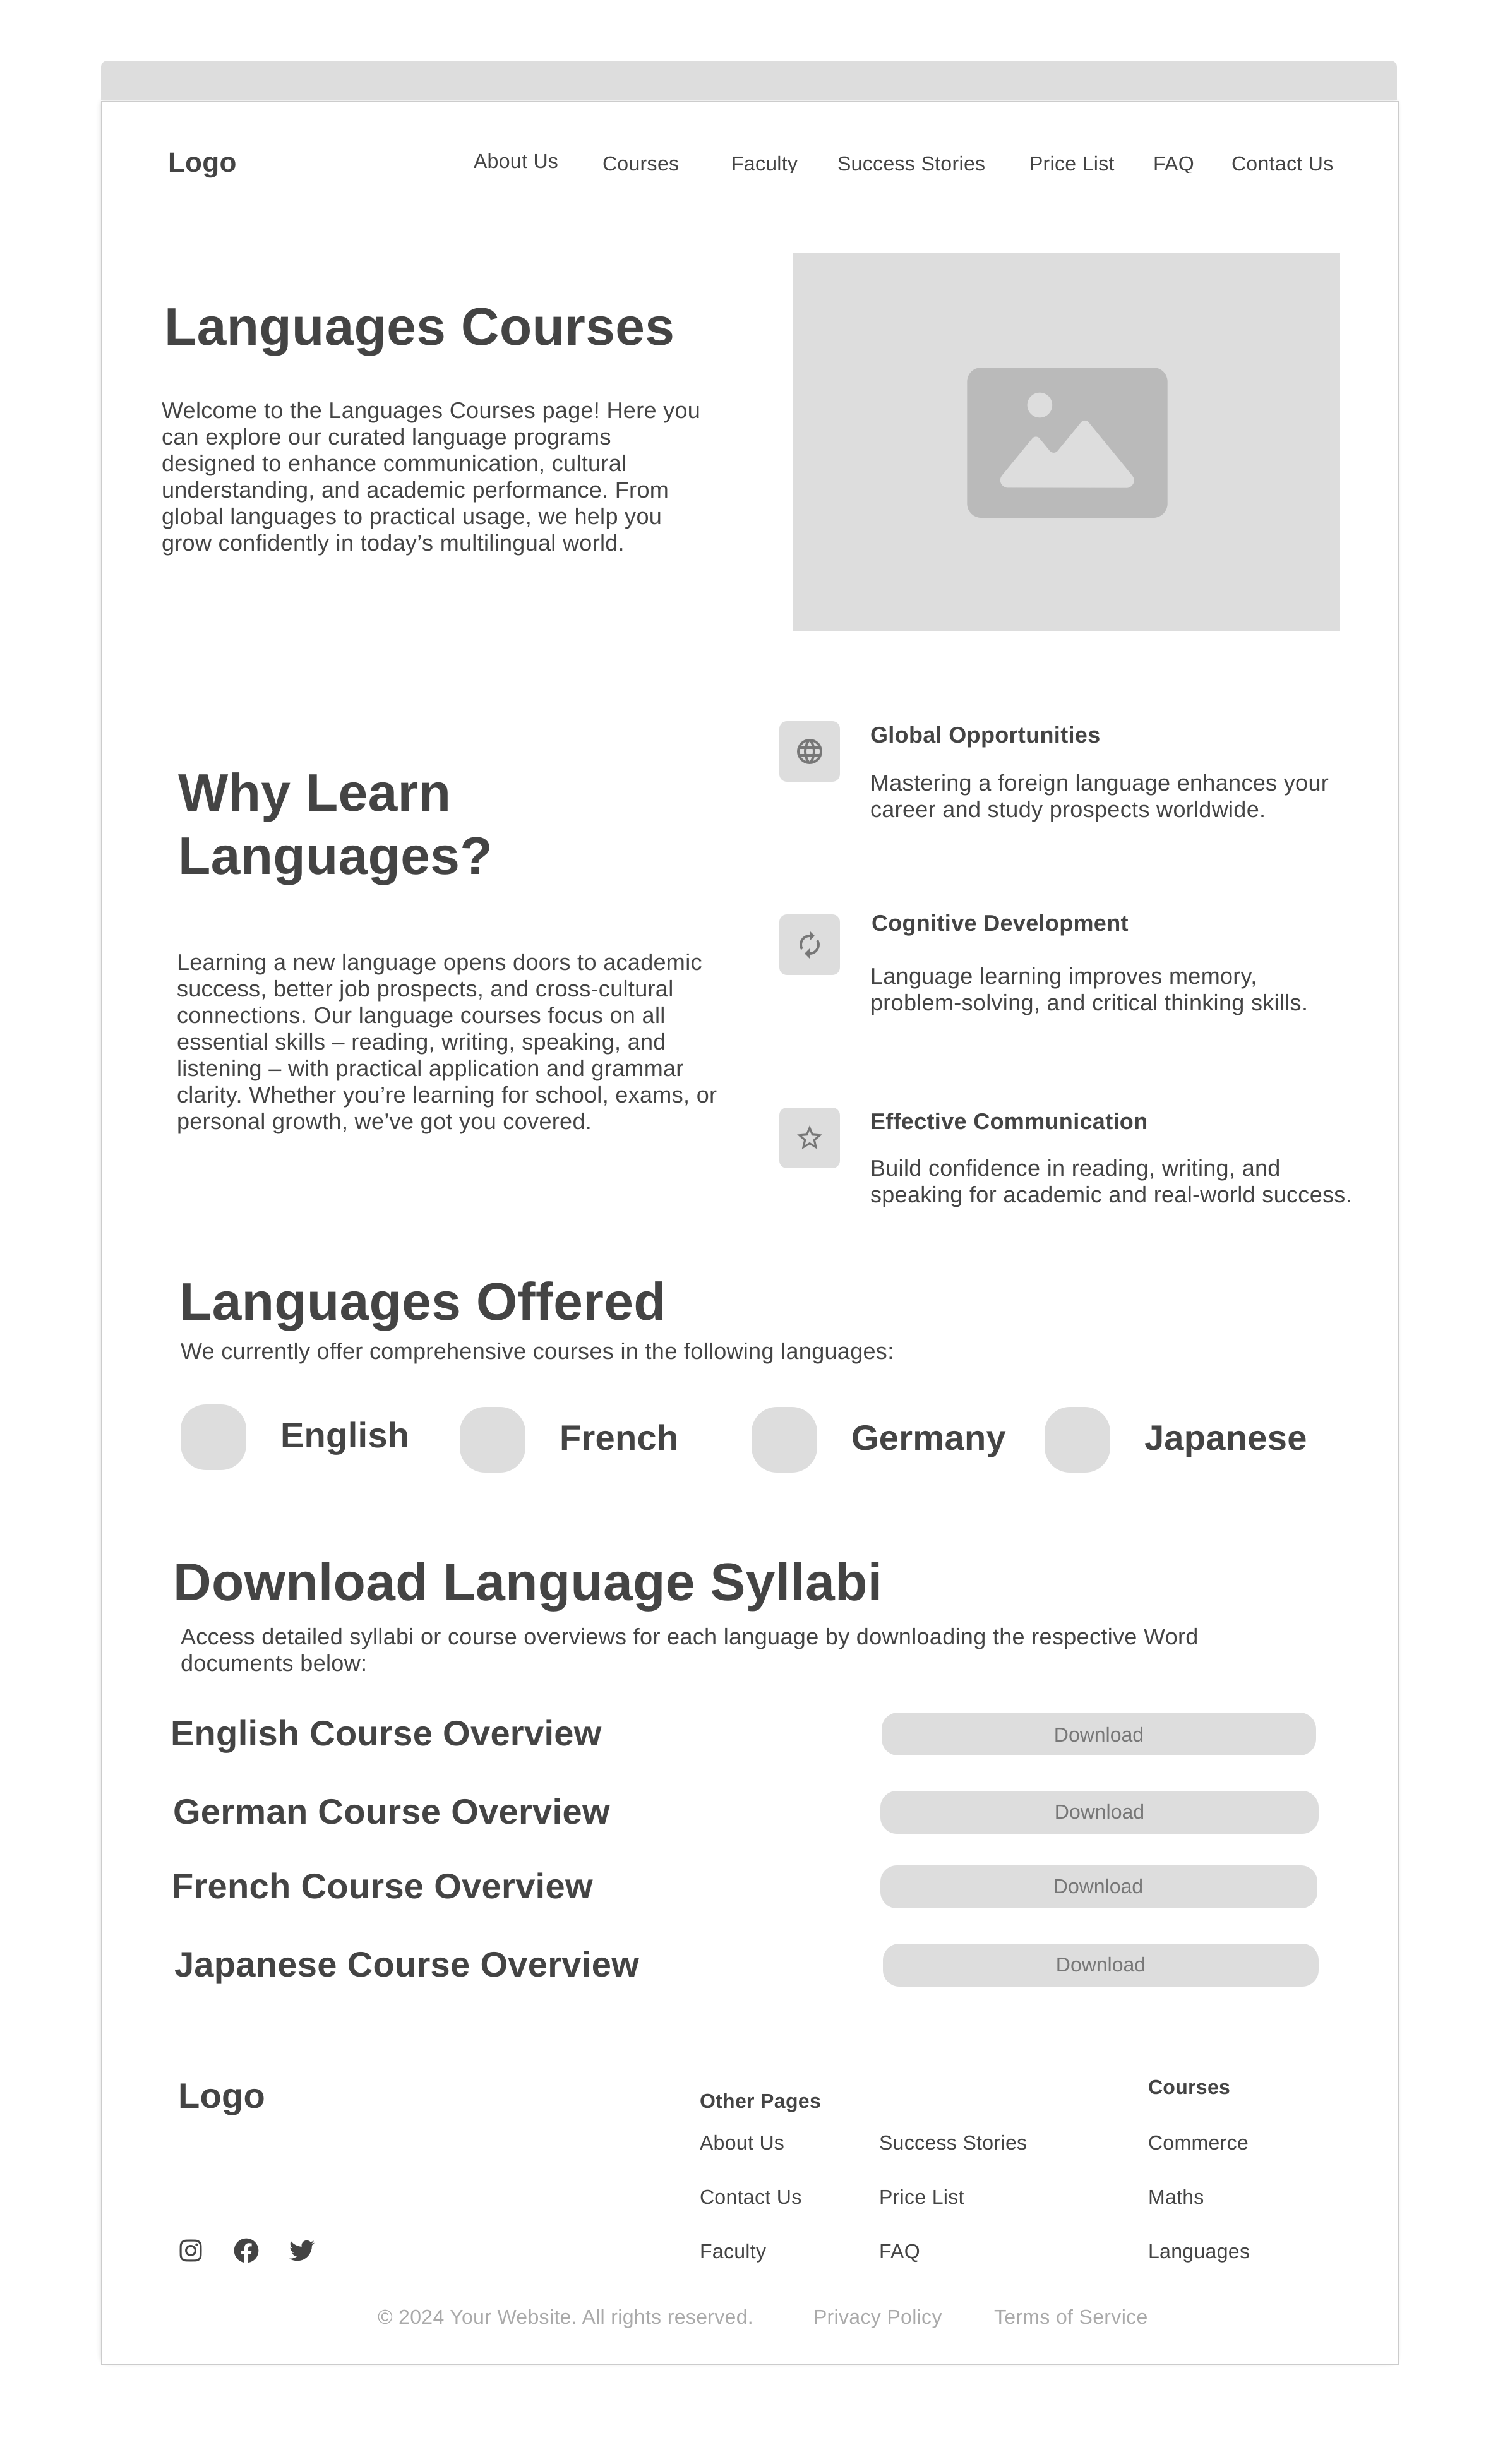 Logo
About Us
Courses
Faculty
Success Stories
Price List
FAQ
Contact Us
Languages Courses
Welcome to the Languages Courses page! Here you
can explore our curated language programs
designed to enhance communication, cultural
understanding, and academic performance. From
global languages to practical usage, we help you
grow confidently in today’s multilingual world.
Why Learn
Languages?
Learning a new language opens doors to academic
success, better job prospects, and cross-cultural
connections. Our language courses focus on all
essential skills – reading, writing, speaking, and
listening – with practical application and grammar
clarity. Whether you’re learning for school, exams, or
personal growth, we’ve got you covered.
Global Opportunities
Mastering a foreign language enhances your
career and study prospects worldwide.
Cognitive Development
Language learning improves memory,
problem-solving, and critical thinking skills.
Effective Communication
Build confidence in reading, writing, and
speaking for academic and real-world success.
Languages Offered
We currently offer comprehensive courses in the following languages:
English
French
Germany
Japanese
Download Language Syllabi
Access detailed syllabi or course overviews for each language by downloading the respective Word
documents below:
English Course Overview
Download
German Course Overview
Download
French Course Overview
Download
Japanese Course Overview
Download
Logo
Other Pages
About Us
Contact Us
Faculty
Success Stories
Price List
FAQ
Courses
Commerce
Maths
Languages
© 2024 Your Website. All rights reserved.
Privacy Policy
Terms of Service